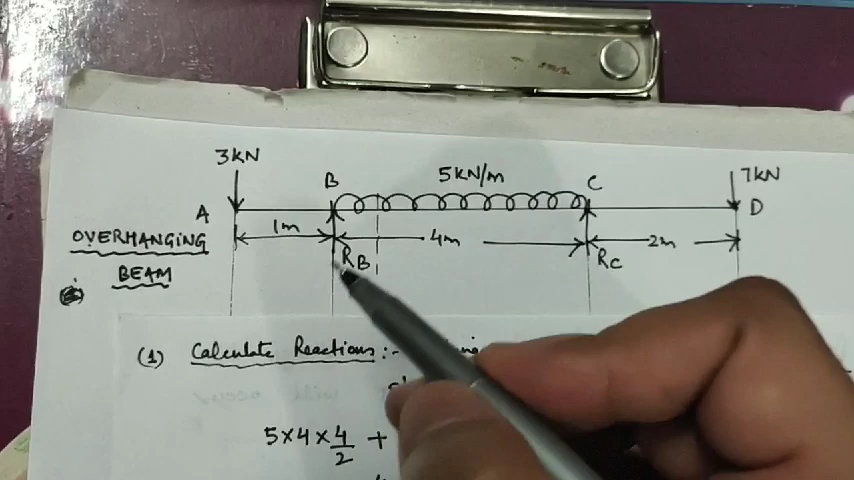 3kN
B
5kN/m
C
7kN
A
D
1m
4m
2m
OVERHANGING
BEAM
RB
RC
(1) Calculate Reactions:-
5×4×4/2 +